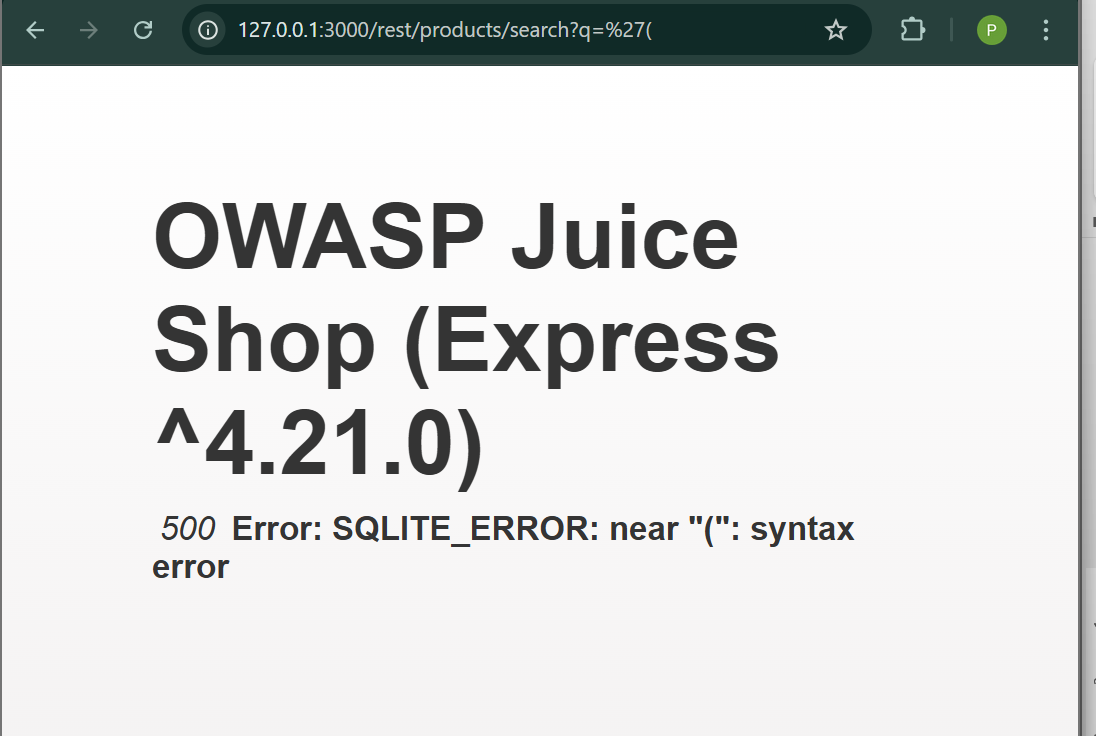 127.0.0.1:3000/rest/products/search?q=%27(
P
OWASP Juice
Shop (Express
^4.21.0)
500 Error: SQLITE_ERROR: near "(": syntax
error